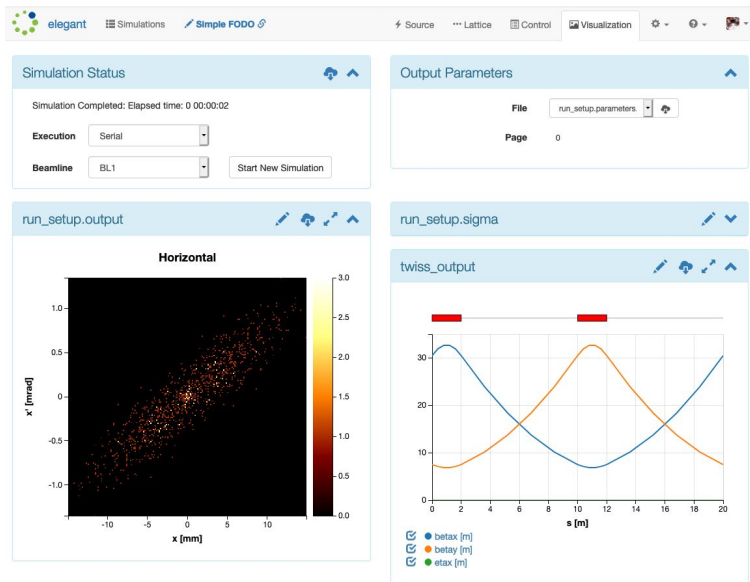 elegant Simulations Simple FODO Source Lattice Control Visualization
Simulation Status
Simulation Completed: Elapsed time: 0 00:00:02
Execution Serial
Beamline BL1 Start New Simulation
Output Parameters
File run_setup.parameters.
Page 0
run_setup.output
Horizontal
1.0
0.5
0
-0.5
-1.0
x' [mrad]
-10 -5 0 5 10
x [mm]
3.0
2.5
2.0
1.5
1.0
0.5
0.0
run_setup.sigma
twiss_output
30
20
10
0
0 2 4 6 8 10 12 14 16 18 20
s [m]
betax [m]
betay [m]
etax [m]